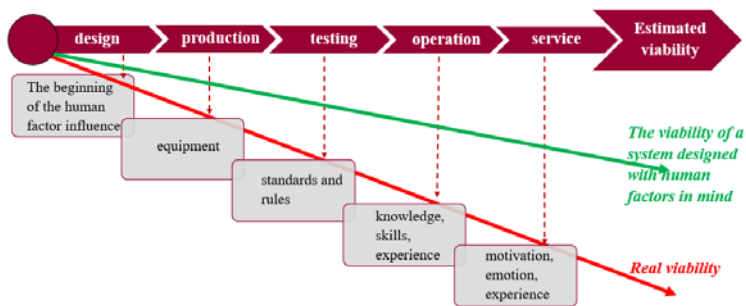 design
production
testing
operation
service
Estimated
viability
The beginning
of the human
factor influence
equipment
standards and
rules
knowledge,
skills,
experience
motivation,
emotion,
experience
The viability of a
system designed
with human
factors in mind
Real viability